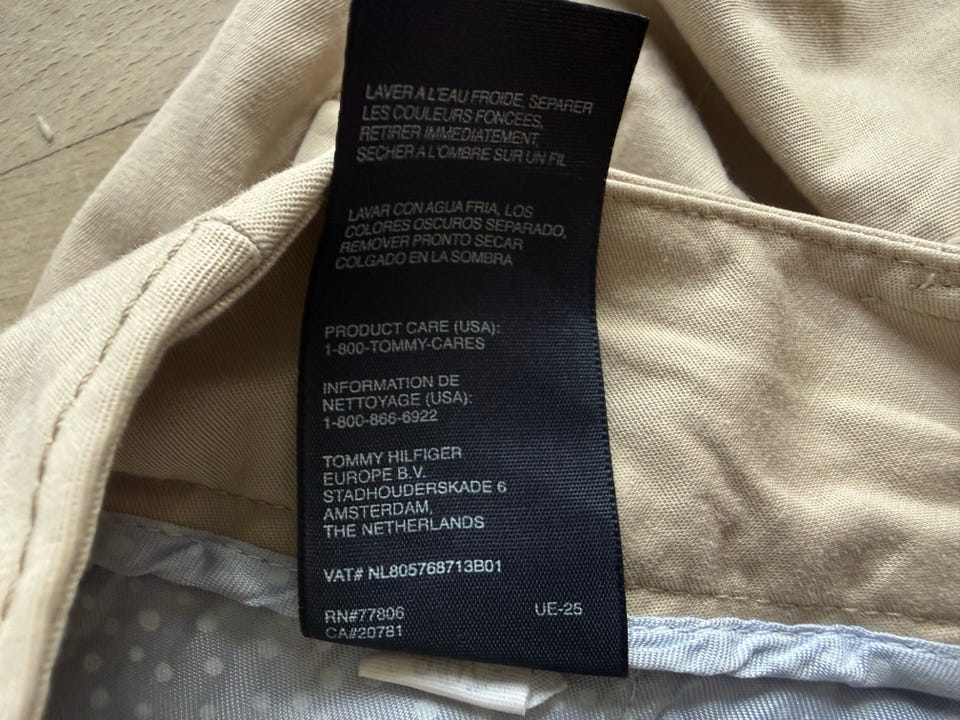 LAVER A L'EAU FROIDE, SEPARER
LES COULEURS FONCEES,
RETIRER IMMEDIATEMENT,
SECHER A L'OMBRE SUR UN FIL
LAVAR CON AGUA FRIA, LOS
COLORES OSCUROS SEPARADO,
REMOVER PRONTO SECAR
COLGADO EN LA SOMBRA
PRODUCT CARE (USA):
1-800-TOMMY-CARES
INFORMATION DE
NETTOYAGE (USA):
1-800-866-6922
TOMMY HILFIGER
EUROPE B.V.
STADHOUDERSKADE 6
AMSTERDAM,
THE NETHERLANDS
VAT# NL805768713B01
RN#77806 UE-25
CA#20781